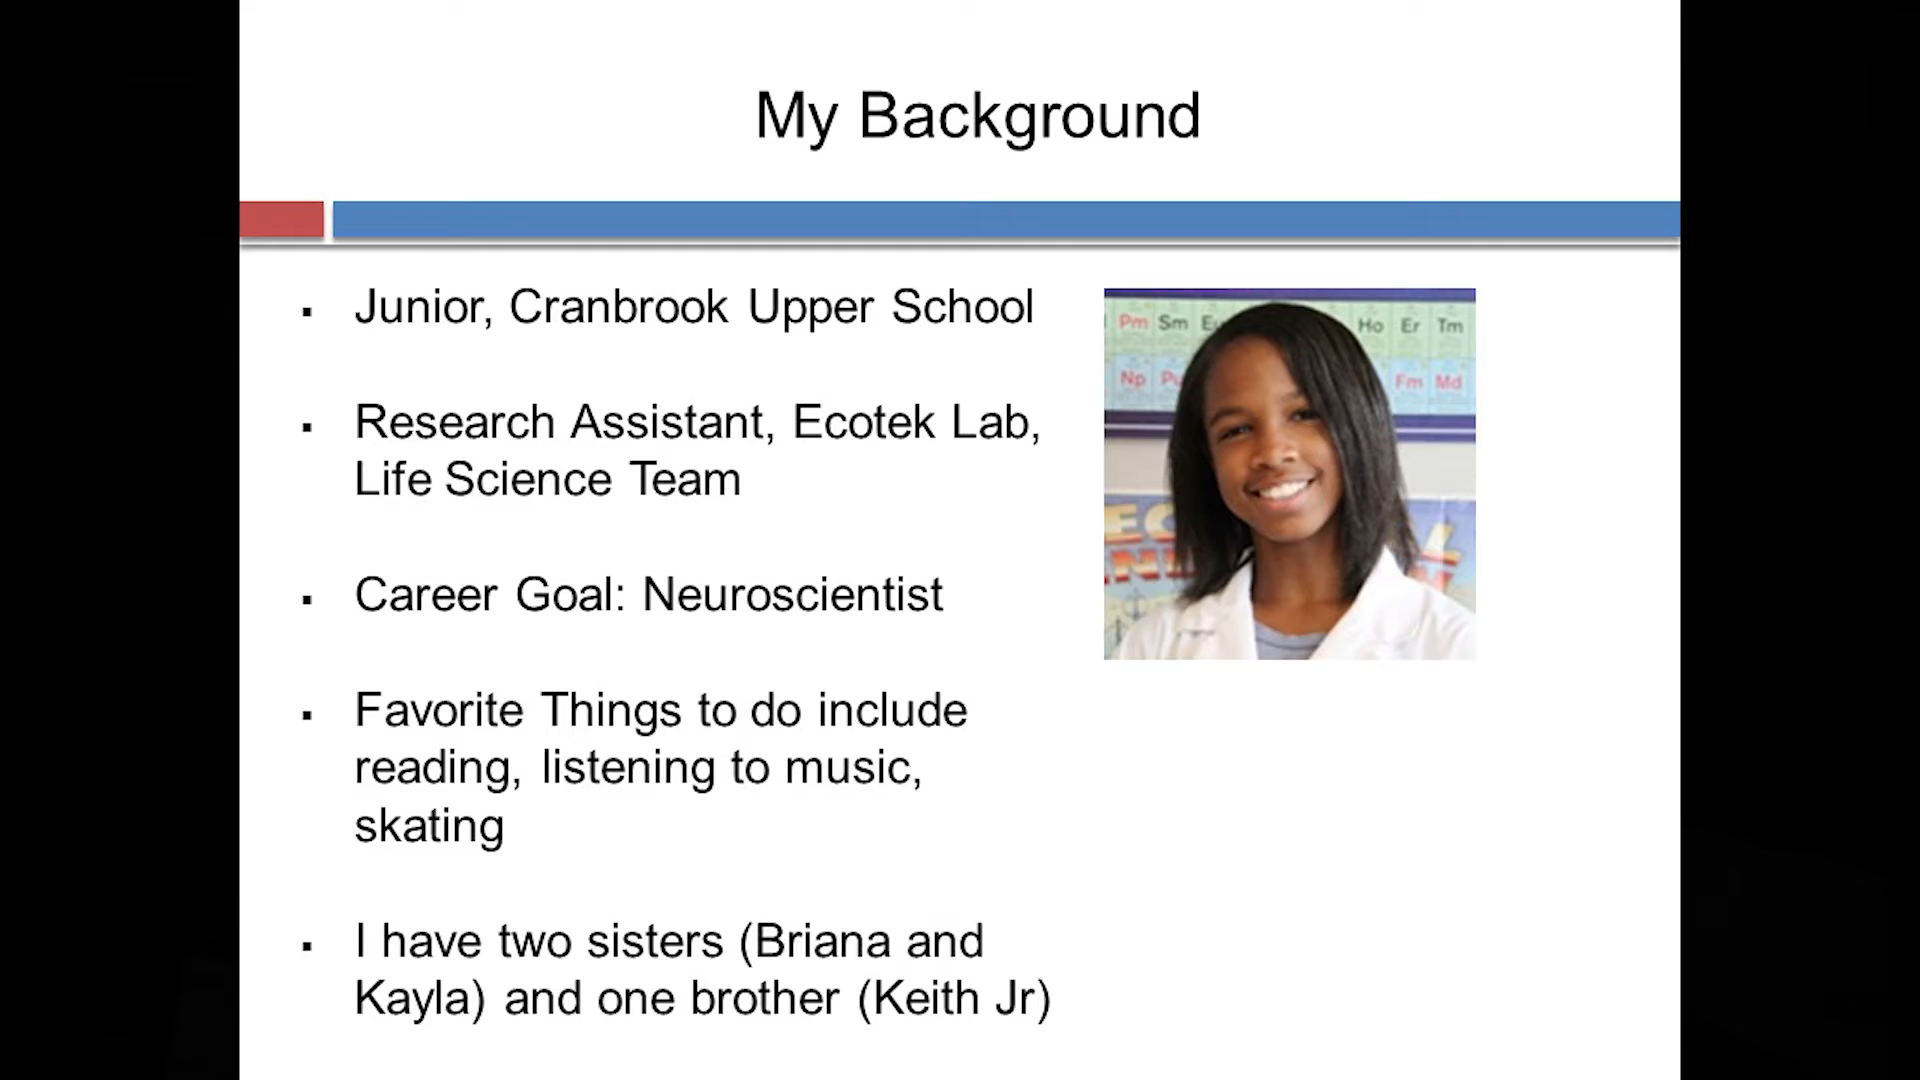 My Background
▪ Junior, Cranbrook Upper School
▪ Research Assistant, Ecotek Lab,
Life Science Team
▪ Career Goal: Neuroscientist
▪ Favorite Things to do include
reading, listening to music,
skating
▪ I have two sisters (Briana and
Kayla) and one brother (Keith Jr)
Pm Sm Eu Ho Er Tm
Np Pu Fm Md